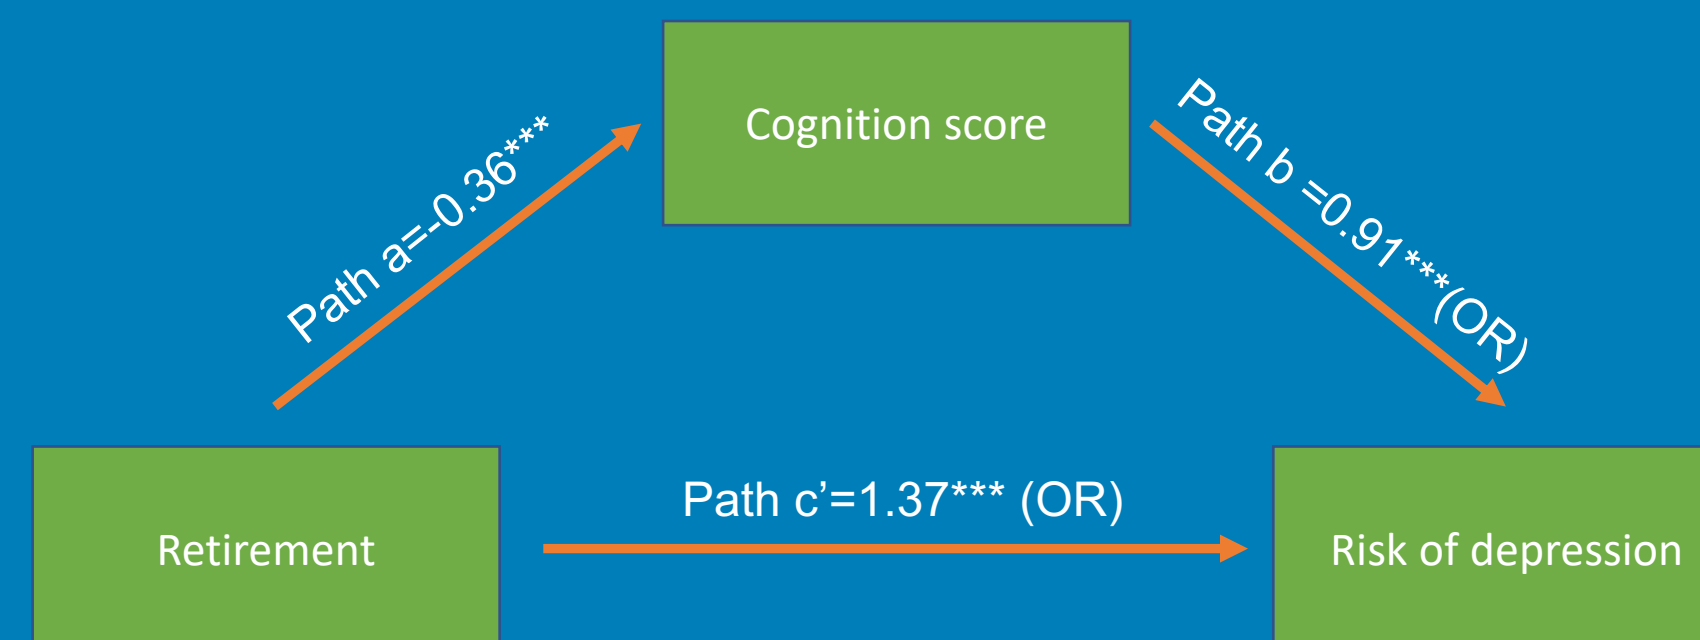 Cognition score
Path a=-0.36***
Path b =0.91***(OR)
Path c’=1.37*** (OR)
Retirement
Risk of depression